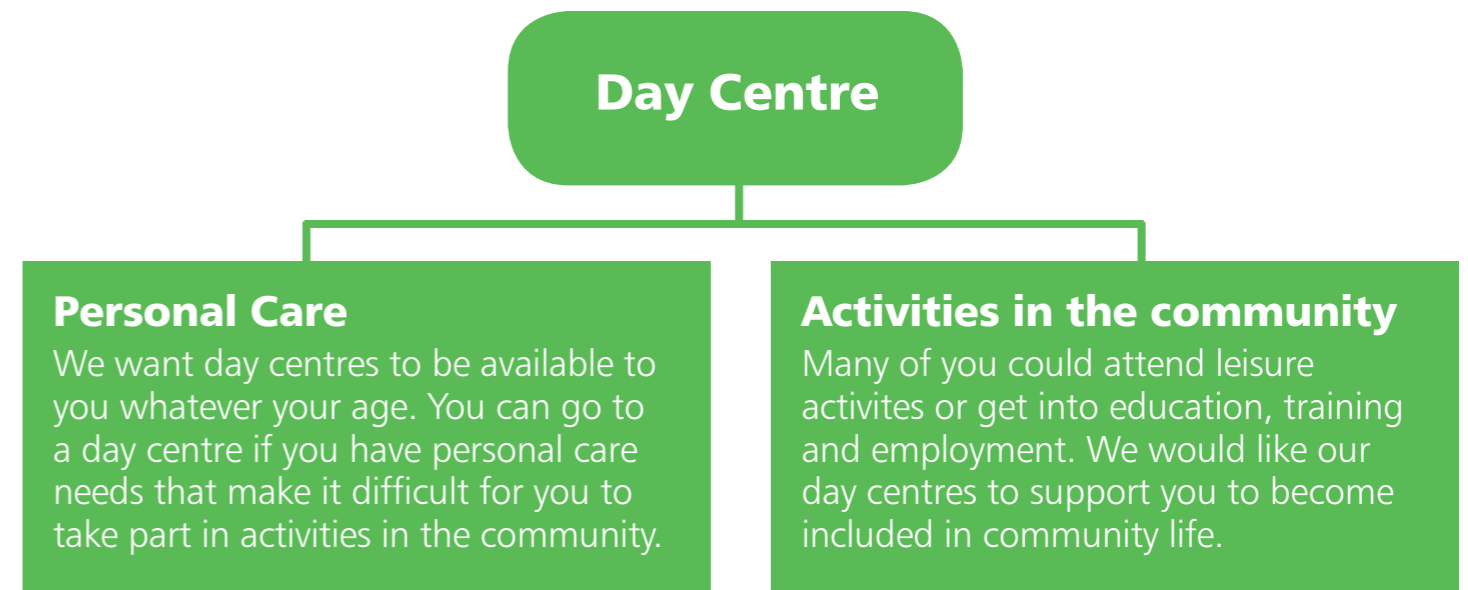 Day Centre
Personal Care
We want day centres to be available to
you whatever your age. You can go to
a day centre if you have personal care
needs that make it difficult for you to
take part in activities in the community.
Activities in the community
Many of you could attend leisure
activites or get into education, training
and employment. We would like our
day centres to support you to become
included in community life.